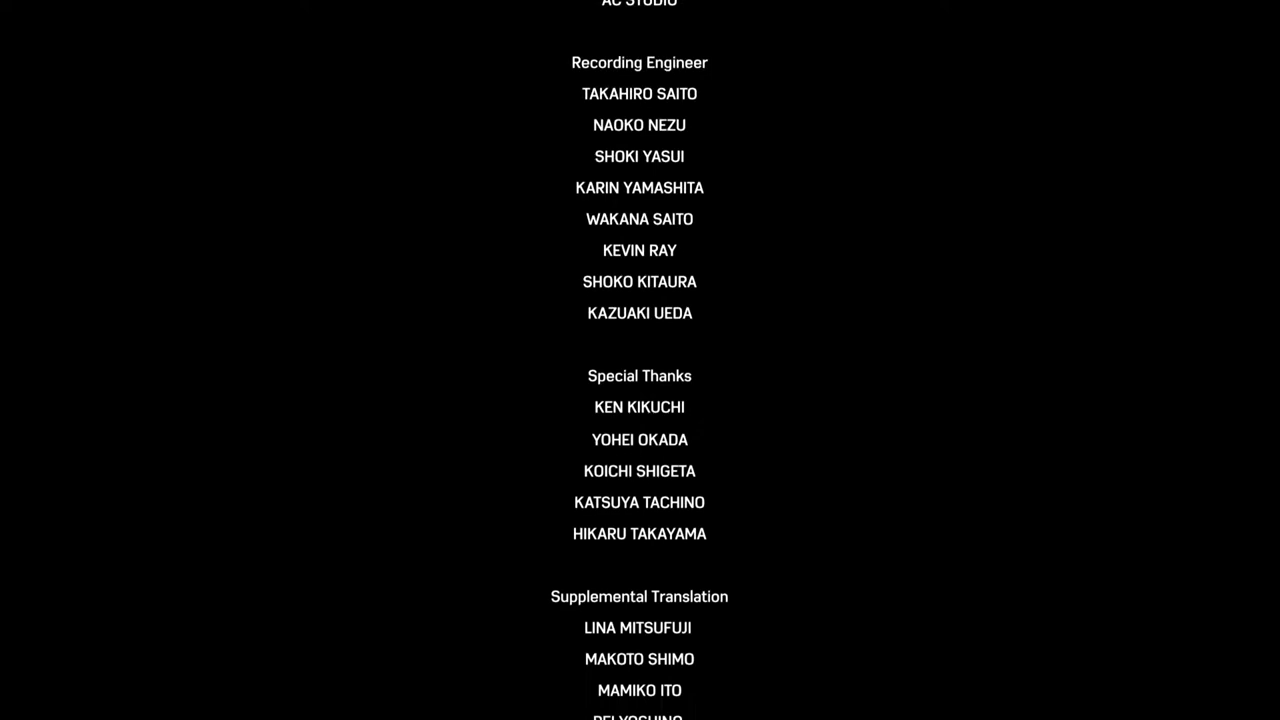 AC STUDIO
Recording Engineer
TAKAHIRO SAITO
NAOKO NEZU
SHOKI YASUI
KARIN YAMASHITA
WAKANA SAITO
KEVIN RAY
SHOKO KITAURA
KAZUAKI UEDA
Special Thanks
KEN KIKUCHI
YOHEI OKADA
KOICHI SHIGETA
KATSUYA TACHINO
HIKARU TAKAYAMA
Supplemental Translation
LINA MITSUFUJI
MAKOTO SHIMO
MAMIKO ITO